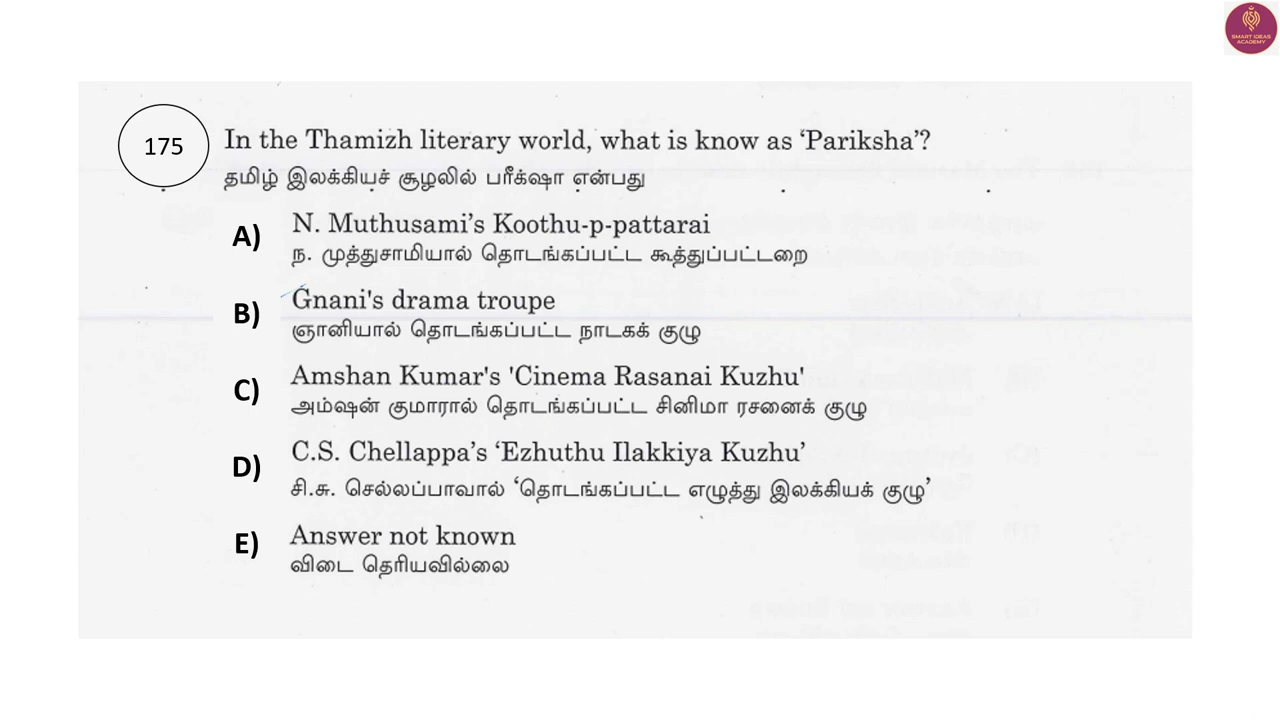 SMART IDEAS
ACADEMY
175
In the Thamizh literary world, what is know as ‘Pariksha’?
தமிழ் இலக்கியச் சூழலில் பரீக்‌ஷா என்பது
A) N. Muthusami’s Koothu-p-pattarai
ந. முத்துசாமியால் தொடங்கப்பட்ட கூத்துப்பட்டறை
B) Gnani's drama troupe
ஞானியால் தொடங்கப்பட்ட நாடகக் குழு
C) Amshan Kumar's 'Cinema Rasanai Kuzhu'
அம்ஷன் குமாரால் தொடங்கப்பட்ட சினிமா ரசனைக் குழு
D) C.S. Chellappa’s ‘Ezhuthu Ilakkiya Kuzhu’
சி.சு. செல்லப்பாவால் ‘தொடங்கப்பட்ட எழுத்து இலக்கியக் குழு’
E) Answer not known
விடை தெரியவில்லை